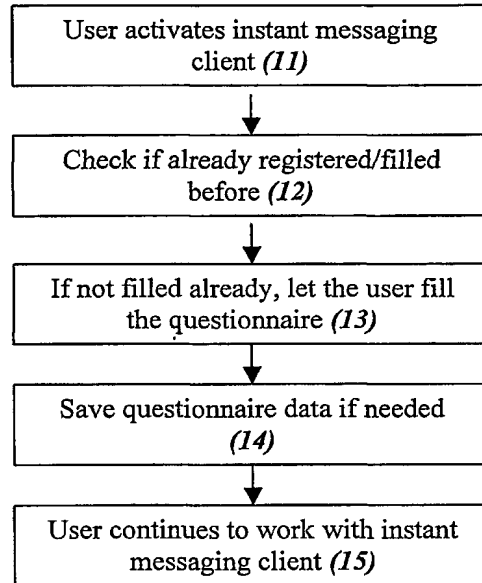 User activates instant messaging
client (11)
Check if already registered/filled
before (12)
If not filled already, let the user fill
the questionnaire (13)
Save questionnaire data if needed
(14)
User continues to work with instant
messaging client (15)